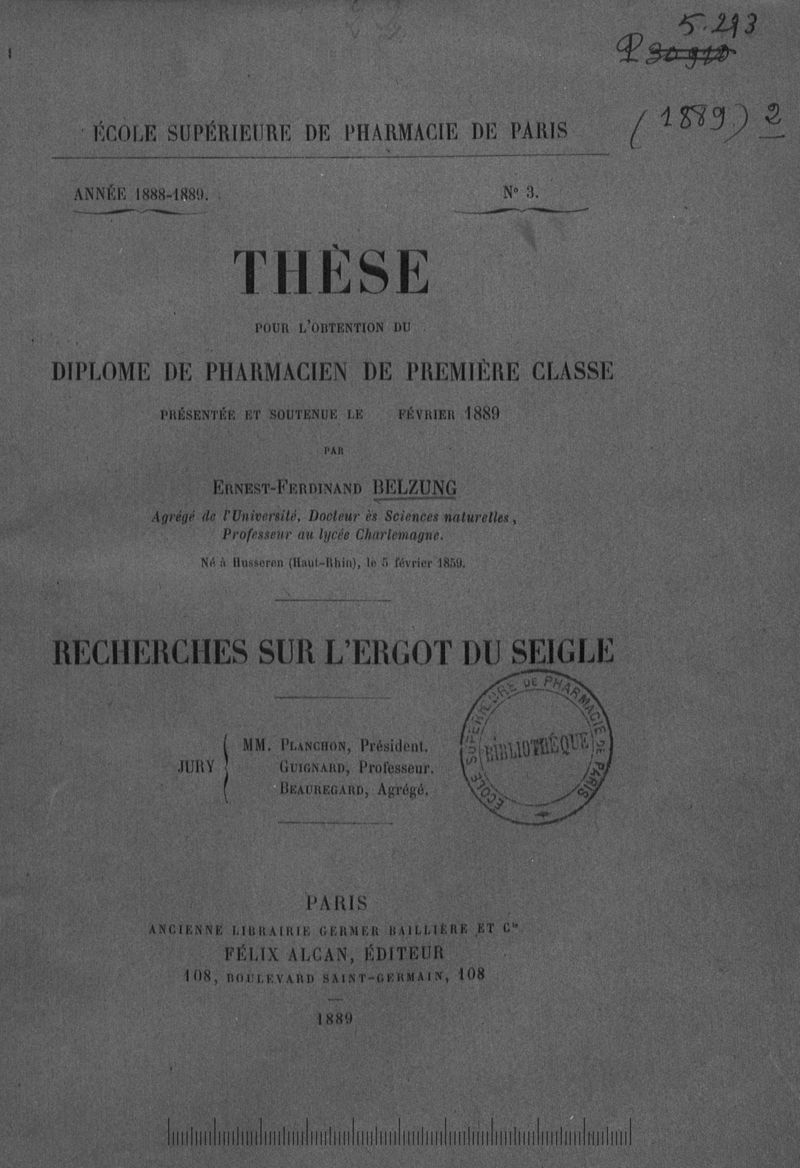 5.293
P 30910
(1889) 2
ÉCOLE SUPÉRIEURE DE PHARMACIE DE PARIS
ANNÉE 1888-1889. N° 3.
THÈSE
POUR L'OBTENTION DU
DIPLOME DE PHARMACIEN DE PREMIÈRE CLASSE
PRÉSENTÉE ET SOUTENUE LE FÉVRIER 1889
PAR
ERNEST-FERDINAND BELZUNG
Agrégé de l'Université, Docteur ès Sciences naturelles,
Professeur au lycée Charlemagne.
Né à Husseren (Haut-Rhin), le 5 février 1859.
RECHERCHES SUR L'ERGOT DU SEIGLE
JURY
MM. PLANCHON, Président.
GUIGNARD, Professeur.
BEAUREGARD, Agrégé.
ÉCOLE SUPÉRIEURE DE PHARMACIE DE PARIS
BIBLIOTHÉQUE
PARIS
ANCIENNE LIBRAIRIE GERMER BAILLIÈRE ET Cie
FÉLIX ALCAN, ÉDITEUR
108, BOULEVARD SAINT-GERMAIN, 108
1889